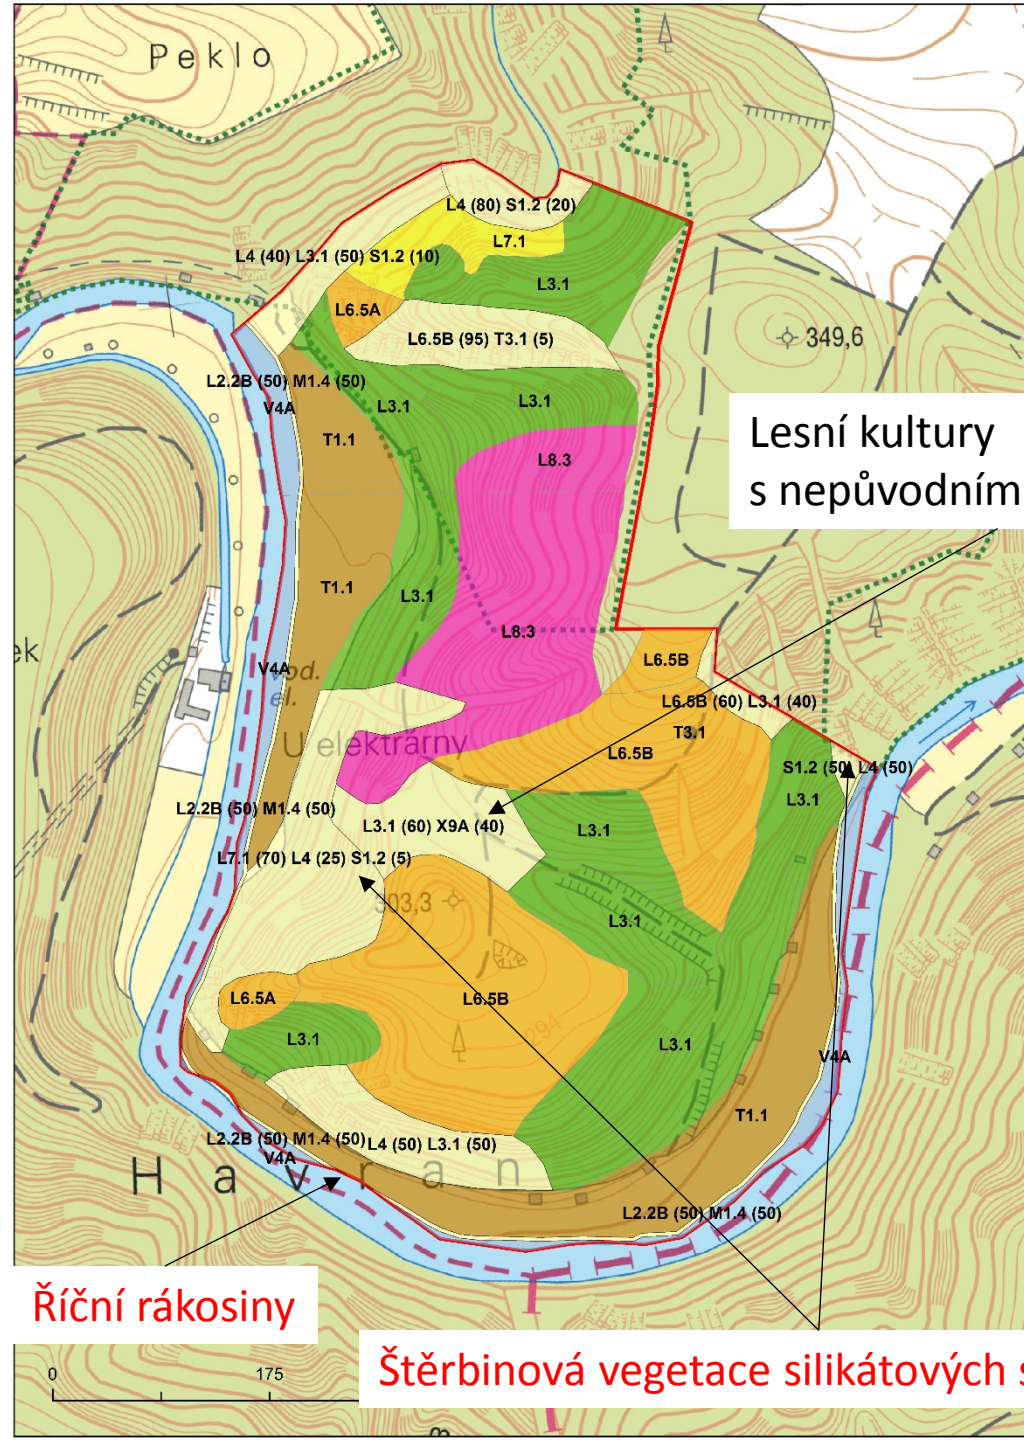 Peklo
L4 (80) S1.2 (20)
L7.1
L4 (40) L3.1 (50) S1.2 (10)
L3.1
L6.5A
L6.5B (95) T3.1 (5)
349,6
L2.2B (50) M1.4 (50)
V4A
L3.1
L3.1
T1.1
L8.3
Lesní kultury
s nepůvodním
T1.1
L3.1
L8.3
ek
V4A
vod.
el.
L6.5B
L6.5B (60) L3.1 (40)
T3.1
U elektrárny
L6.5B
S1.2 (50) L4 (50)
L3.1
L2.2B (50) M1.4 (50)
L3.1 (60) X9A (40)
L3.1
L7.1 (70) L4 (25) S1.2 (5)
303,3
L3.1
L6.5A
L6.5B
294
L3.1
L3.1
V4A
T1.1
L2.2B (50) M1.4 (50)
L4 (50) L3.1 (50)
V4A
Havran
L2.2B (50) M1.4 (50)
Říční rákosiny
Štěrbinová vegetace silikátových s
0 175